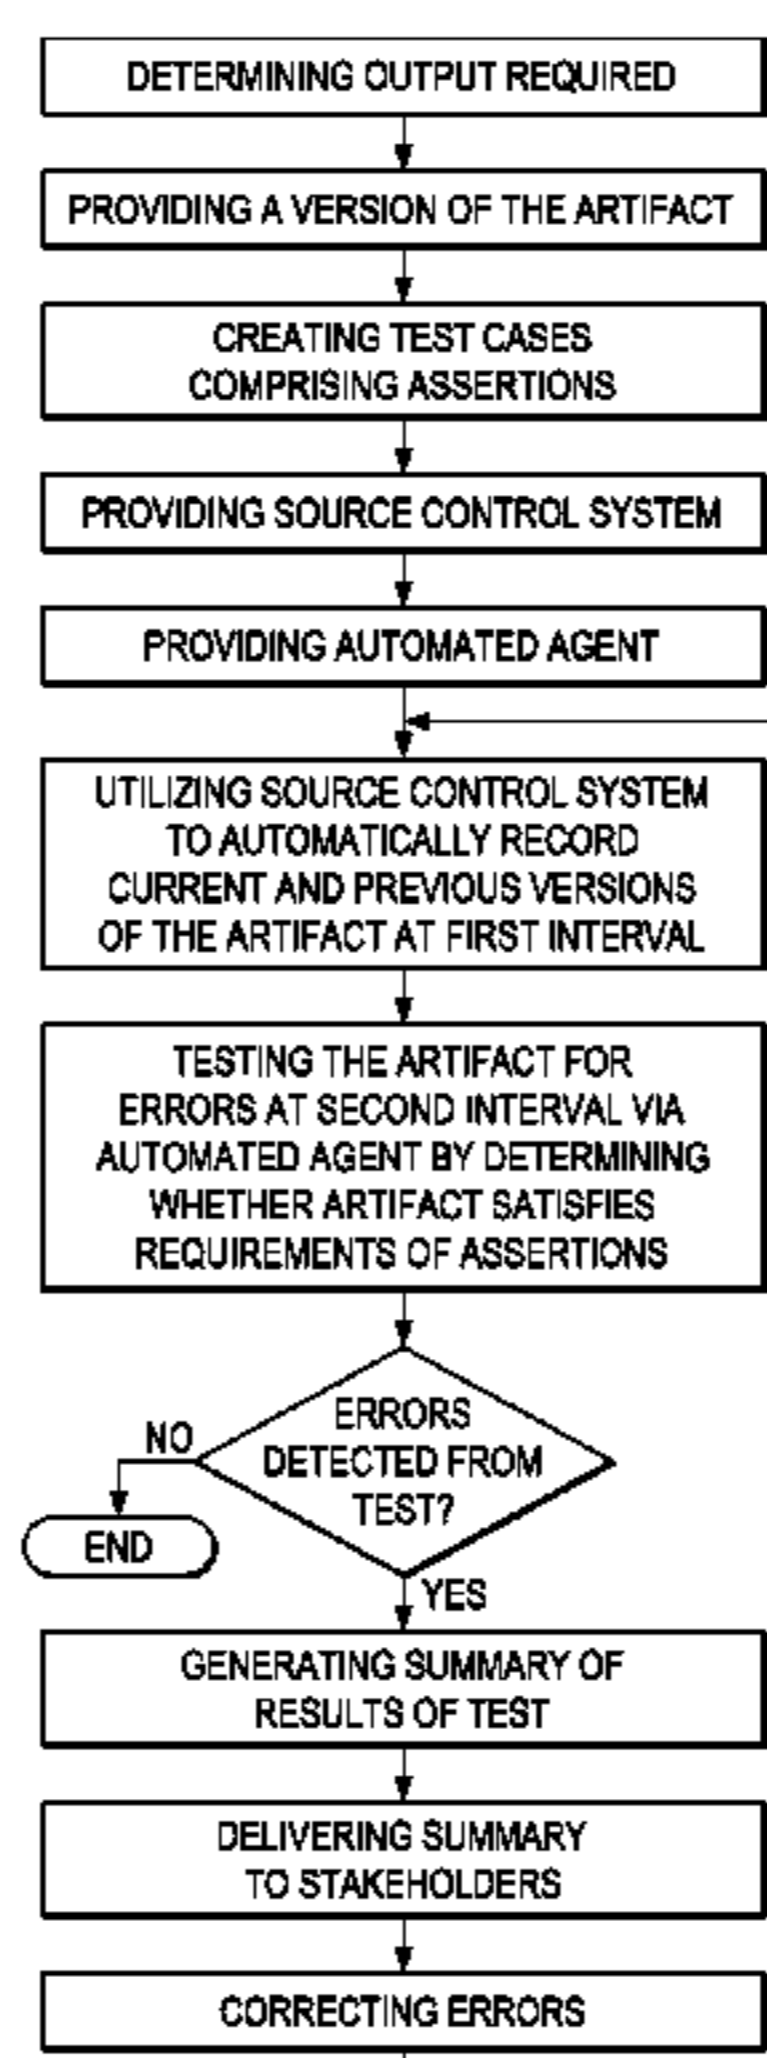 DETERMINING OUTPUT REQUIRED
PROVIDING A VERSION OF THE ARTIFACT
CREATING TEST CASES
COMPRISING ASSERTIONS
PROVIDING SOURCE CONTROL SYSTEM
PROVIDING AUTOMATED AGENT
UTILIZING SOURCE CONTROL SYSTEM
TO AUTOMATICALLY RECORD
CURRENT AND PREVIOUS VERSIONS
OF THE ARTIFACT AT FIRST INTERVAL
TESTING THE ARTIFACT FOR
ERRORS AT SECOND INTERVAL VIA
AUTOMATED AGENT BY DETERMINING
WHETHER ARTIFACT SATISFIES
REQUIREMENTS OF ASSERTIONS
ERRORS
DETECTED FROM
TEST?
NO
END
YES
GENERATING SUMMARY OF
RESULTS OF TEST
DELIVERING SUMMARY
TO STAKEHOLDERS
CORRECTING ERRORS